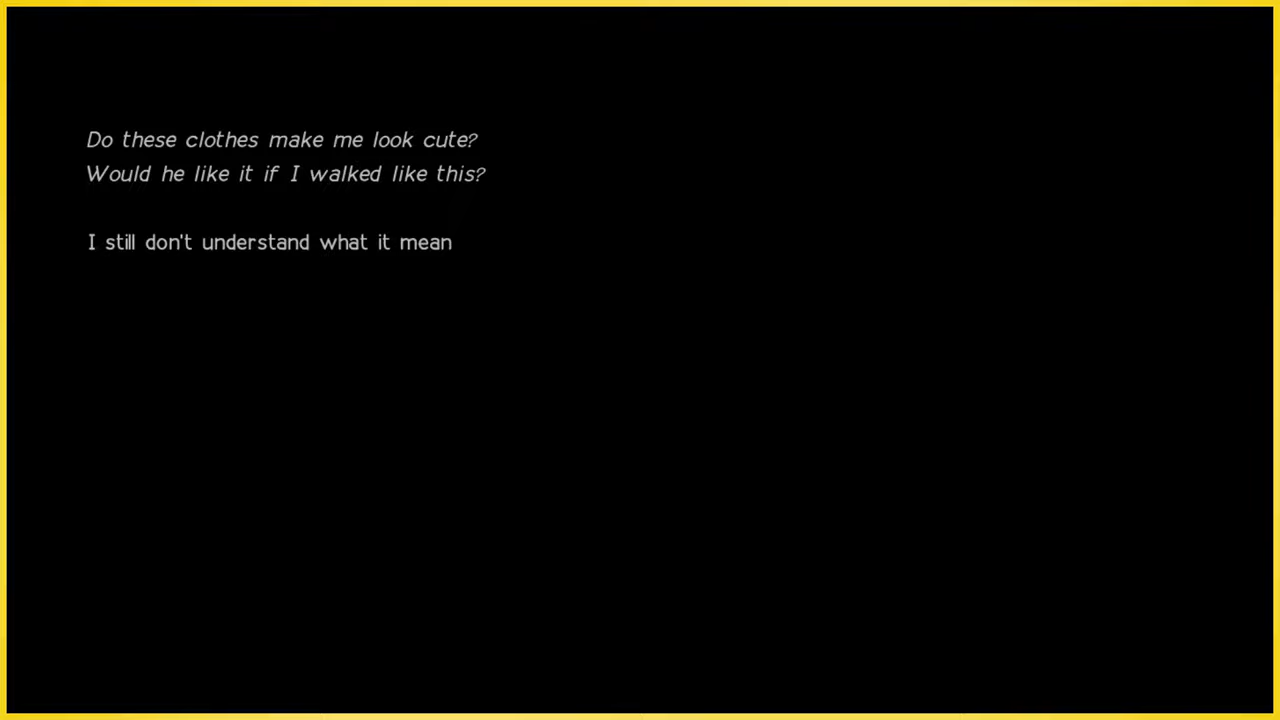 Do these clothes make me look cute?
Would he like it if I walked like this?
I still don't understand what it mean